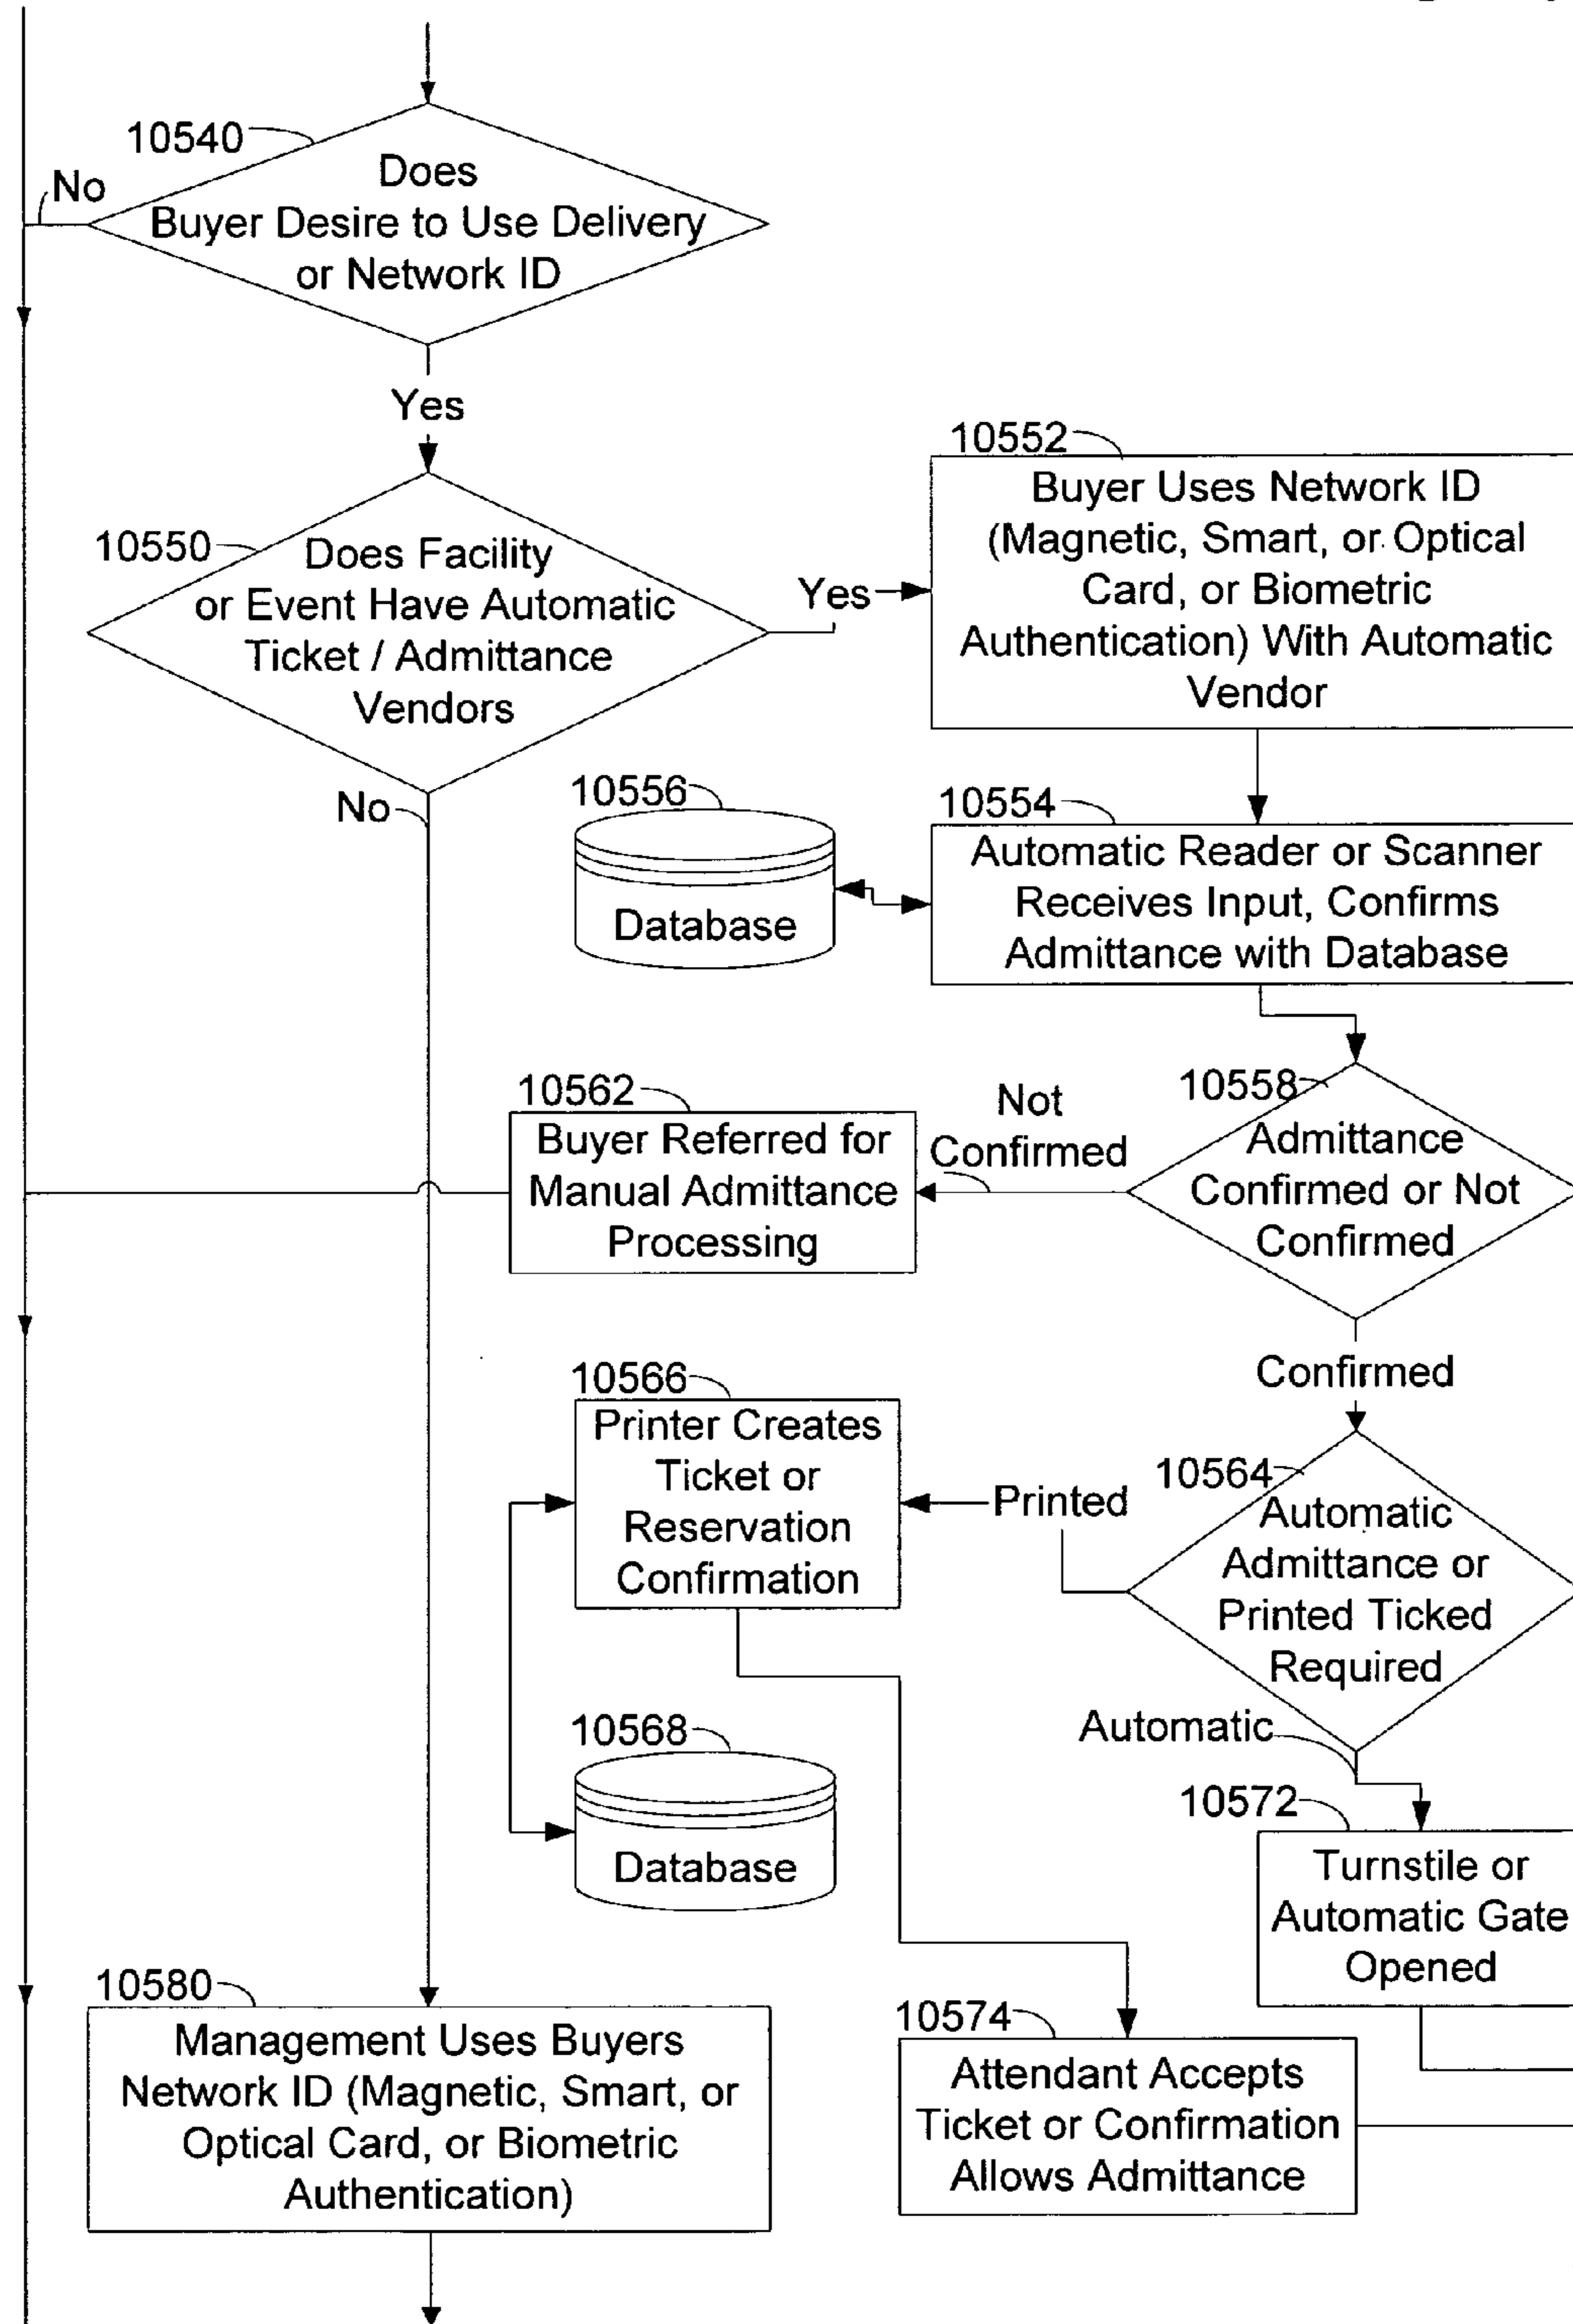 10540
No
Does
Buyer Desire to Use Delivery
or Network ID
Yes
10550
Does Facility
or Event Have Automatic
Ticket / Admittance
Vendors
Yes
No
10552
Buyer Uses Network ID
(Magnetic, Smart, or Optical
Card, or Biometric
Authentication) With Automatic
Vendor
10556
Database
10554
Automatic Reader or Scanner
Receives Input, Confirms
Admittance with Database
10562
Buyer Referred for
Manual Admittance
Processing
Not
Confirmed
10558
Admittance
Confirmed or Not
Confirmed
Confirmed
10566
Printer Creates
Ticket or
Reservation
Confirmation
Printed
10564
Automatic
Admittance or
Printed Ticked
Required
Automatic
10568
Database
10572
Turnstile or
Automatic Gate
Opened
10580
Management Uses Buyers
Network ID (Magnetic, Smart, or
Optical Card, or Biometric
Authentication)
10574
Attendant Accepts
Ticket or Confirmation
Allows Admittance